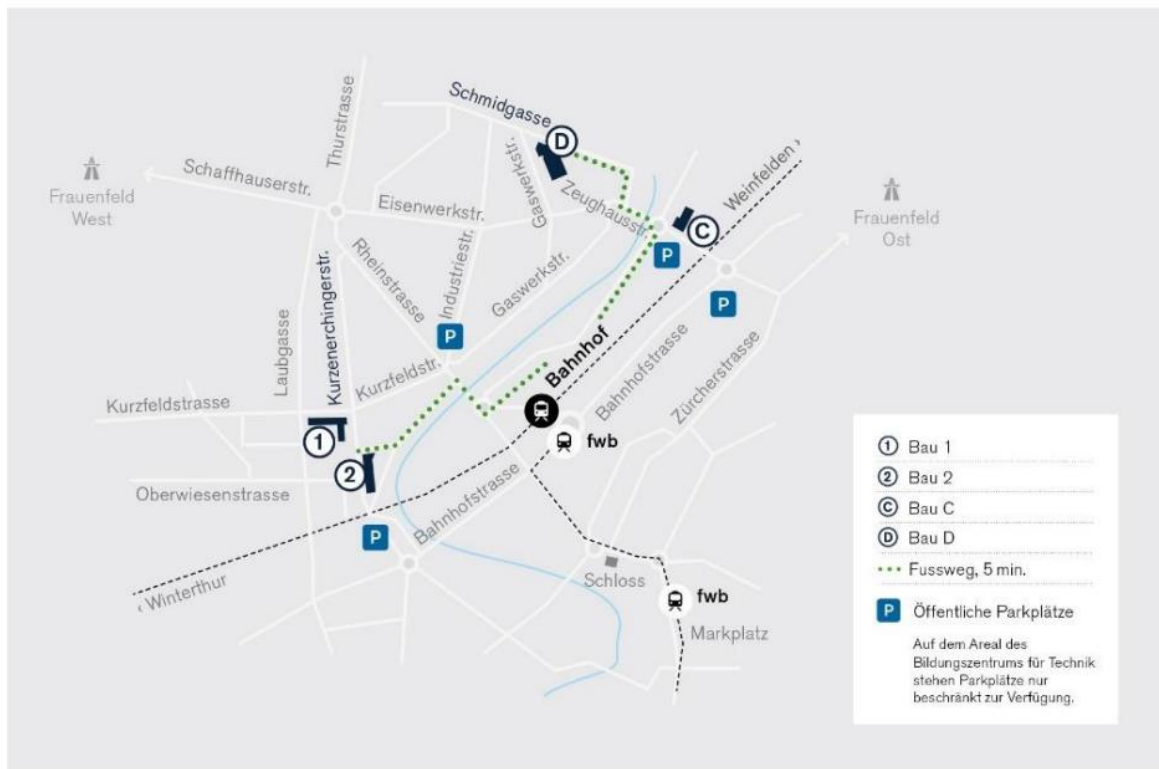 Schmidgasse
D
Thurstrasse
Gaswerkstr.
Weinfelden ›
Schaffhauserstr.
Frauenfeld
West
Eisenwerkstr.
Zeughausstr.
C
Frauenfeld
Ost
P
Rheinstrasse
Industriestr.
Gaswerkstr.
P
P
Laubgasse
Kurzenerchingerstr.
Bahnhof
Bahnhofstrasse
Zürcherstrasse
Kurzfeldstr.
Kurzfeldstrasse
1
fwb
2
Oberwiesenstrasse
Bahnhofstrasse
P
‹ Winterthur
Schloss
fwb
Markplatz
1 Bau 1
2 Bau 2
C Bau C
D Bau D
Fussweg, 5 min.
P Öffentliche Parkplätze
Auf dem Areal des
Bildungszentrums für Technik
stehen Parkplätze nur
beschränkt zur Verfügung.